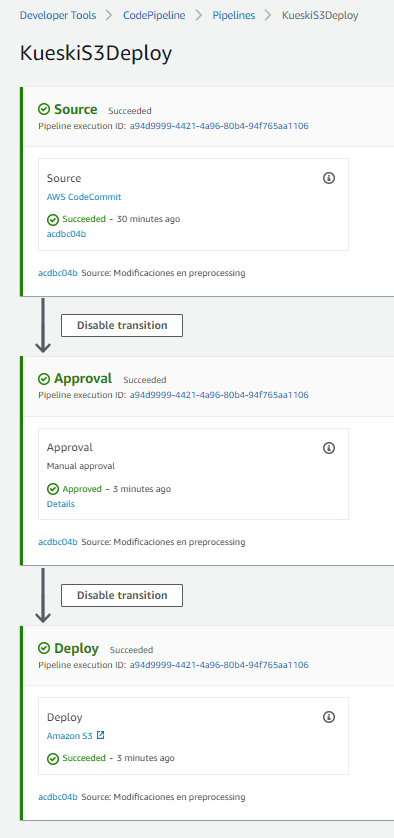 Developer Tools > CodePipeline > Pipelines > KueskiS3Deploy
KueskiS3Deploy
Source Succeeded
Pipeline execution ID: a94d9999-4421-4a96-80b4-94f765aa1106
Source
AWS CodeCommit
Succeeded - 30 minutes ago
acdbc04b
acdbc04b Source: Modificaciones en preprocessing
Disable transition
Approval Succeeded
Pipeline execution ID: a94d9999-4421-4a96-80b4-94f765aa1106
Approval
Manual approval
Approved - 3 minutes ago
Details
acdbc04b Source: Modificaciones en preprocessing
Disable transition
Deploy Succeeded
Pipeline execution ID: a94d9999-4421-4a96-80b4-94f765aa1106
Deploy
Amazon S3
Succeeded - 3 minutes ago
acdbc04b Source: Modificaciones en preprocessing